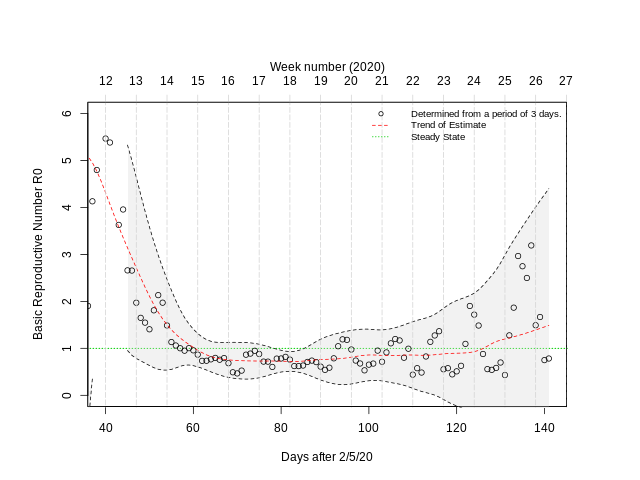 Week number (2020)
12 13 14 15 16 17 18 19 20 21 22 23 24 25 26 27
Determined from a period of 3 days.
Trend of Estimate
Steady State
6
5
4
3
2
1
0
Basic Reproductive Number R0
40 60 80 100 120 140
Days after 2/5/20